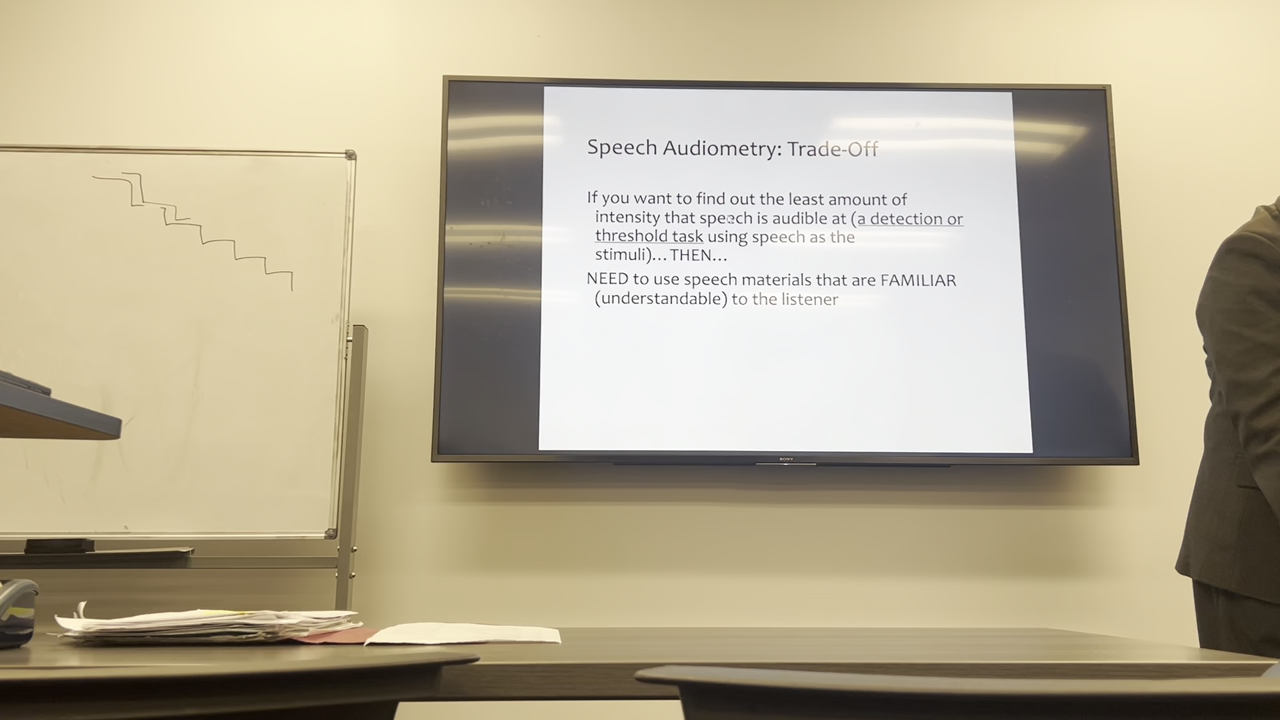 Speech Audiometry: Trade-Off
If you want to find out the least amount of
intensity that speech is audible at (a detection or
threshold task using speech as the
stimuli)... THEN...
NEED to use speech materials that are FAMILIAR
(understandable) to the listener
SONY